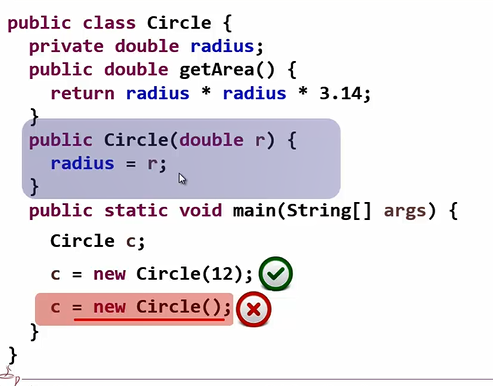 public class Circle {
private double radius;
public double getArea() {
return radius * radius * 3.14;
}
public Circle(double r) {
radius = r;
}
public static void main(String[] args) {
Circle c;
c = new Circle(12);
c = new Circle();
}
}